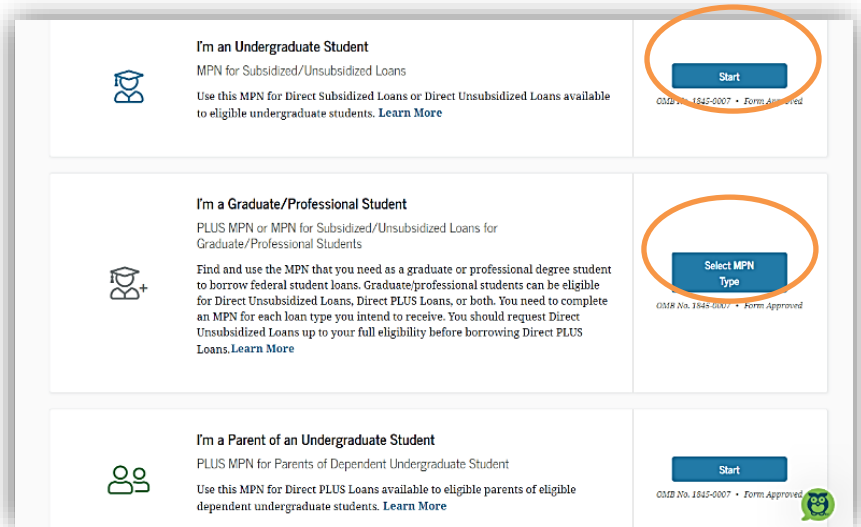 I'm an Undergraduate Student
MPN for Subsidized/Unsubsidized Loans
Use this MPN for Direct Subsidized Loans or Direct Unsubsidized Loans available
to eligible undergraduate students. Learn More
Start
OMB No. 1845-0007 • Form Approved
I'm a Graduate/Professional Student
PLUS MPN or MPN for Subsidized/Unsubsidized Loans for
Graduate/Professional Students
Find and use the MPN that you need as a graduate or professional degree student
to borrow federal student loans. Graduate/professional students can be eligible
for Direct Unsubsidized Loans, Direct PLUS Loans, or both. You need to complete
an MPN for each loan type you intend to receive. You should request Direct
Unsubsidized Loans up to your full eligibility before borrowing Direct PLUS
Loans.Learn More
Select MPN
Type
OMB No. 1845-0007 • Form Approved
I'm a Parent of an Undergraduate Student
PLUS MPN for Parents of Dependent Undergraduate Student
Use this MPN for Direct PLUS Loans available to eligible parents of eligible
dependent undergraduate students. Learn More
Start
OMB No. 1845-0007 • Form Approved